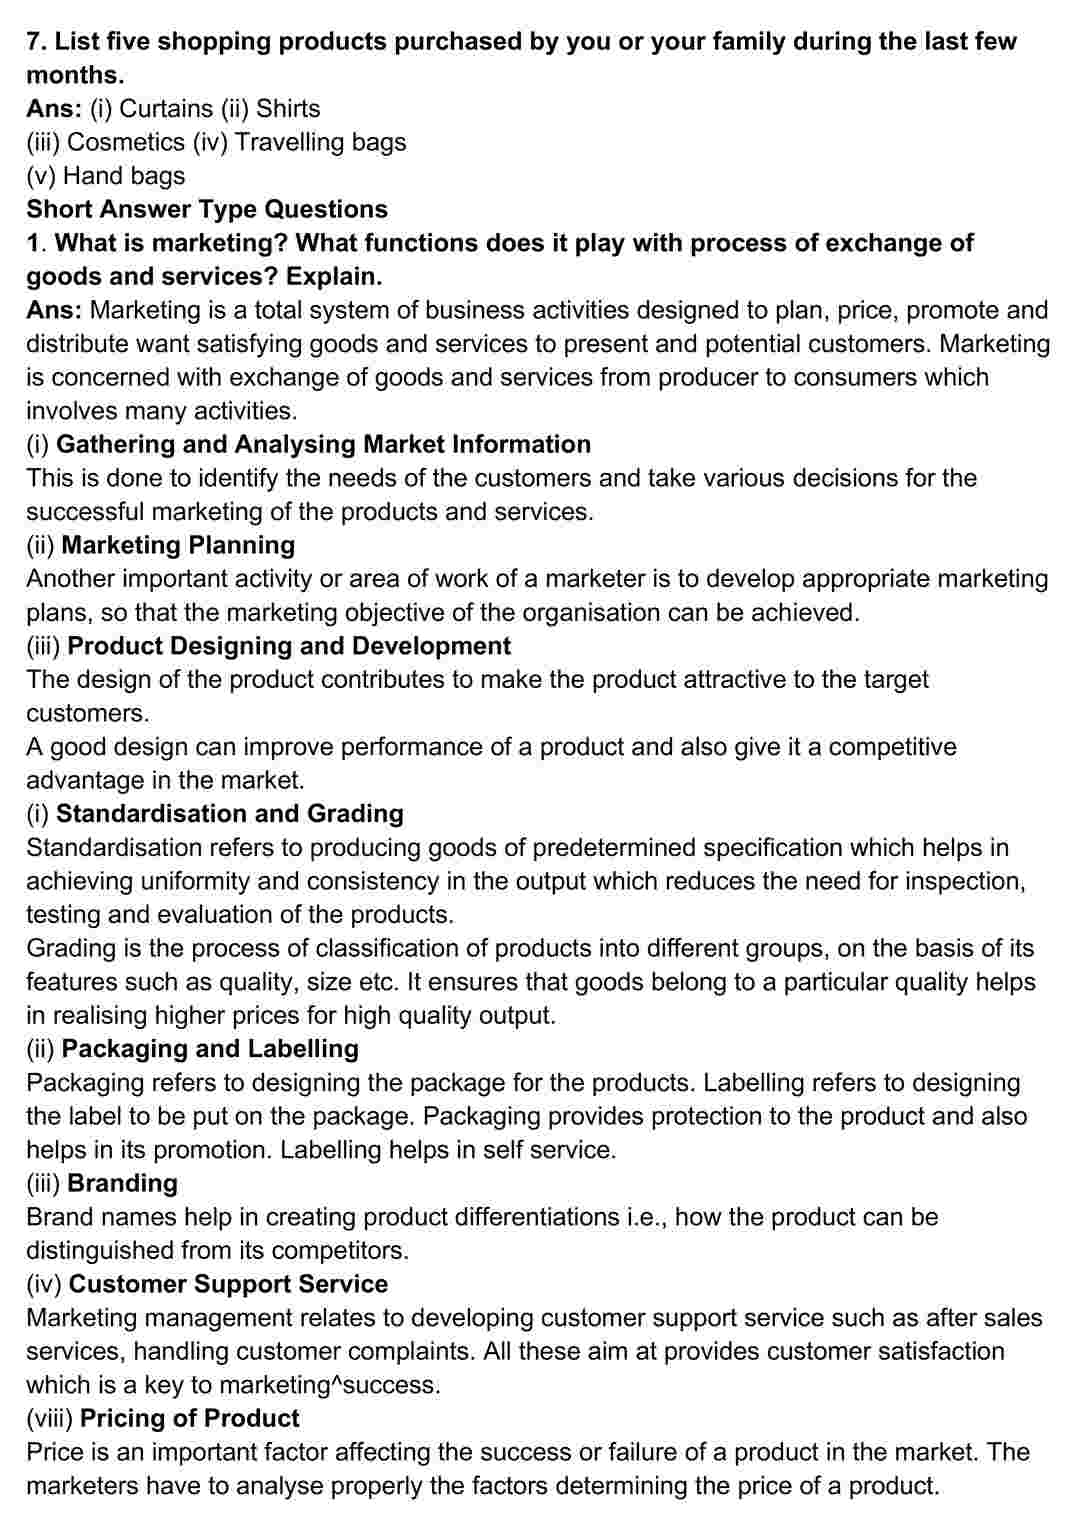 7. List five shopping products purchased by you or your family during the last few
months.
Ans: (i) Curtains (ii) Shirts
(iii) Cosmetics (iv) Travelling bags
(v) Hand bags
Short Answer Type Questions
1. What is marketing? What functions does it play with process of exchange of
goods and services? Explain.
Ans: Marketing is a total system of business activities designed to plan, price, promote and
distribute want satisfying goods and services to present and potential customers. Marketing
is concerned with exchange of goods and services from producer to consumers which
involves many activities.
(i) Gathering and Analysing Market Information
This is done to identify the needs of the customers and take various decisions for the
successful marketing of the products and services.
(ii) Marketing Planning
Another important activity or area of work of a marketer is to develop appropriate marketing
plans, so that the marketing objective of the organisation can be achieved.
(iii) Product Designing and Development
The design of the product contributes to make the product attractive to the target
customers.
A good design can improve performance of a product and also give it a competitive
advantage in the market.
(i) Standardisation and Grading
Standardisation refers to producing goods of predetermined specification which helps in
achieving uniformity and consistency in the output which reduces the need for inspection,
testing and evaluation of the products.
Grading is the process of classification of products into different groups, on the basis of its
features such as quality, size etc. It ensures that goods belong to a particular quality helps
in realising higher prices for high quality output.
(ii) Packaging and Labelling
Packaging refers to designing the package for the products. Labelling refers to designing
the label to be put on the package. Packaging provides protection to the product and also
helps in its promotion. Labelling helps in self service.
(iii) Branding
Brand names help in creating product differentiations i.e., how the product can be
distinguished from its competitors.
(iv) Customer Support Service
Marketing management relates to developing customer support service such as after sales
services, handling customer complaints. All these aim at provides customer satisfaction
which is a key to marketing^success.
(viii) Pricing of Product
Price is an important factor affecting the success or failure of a product in the market. The
marketers have to analyse properly the factors determining the price of a product.